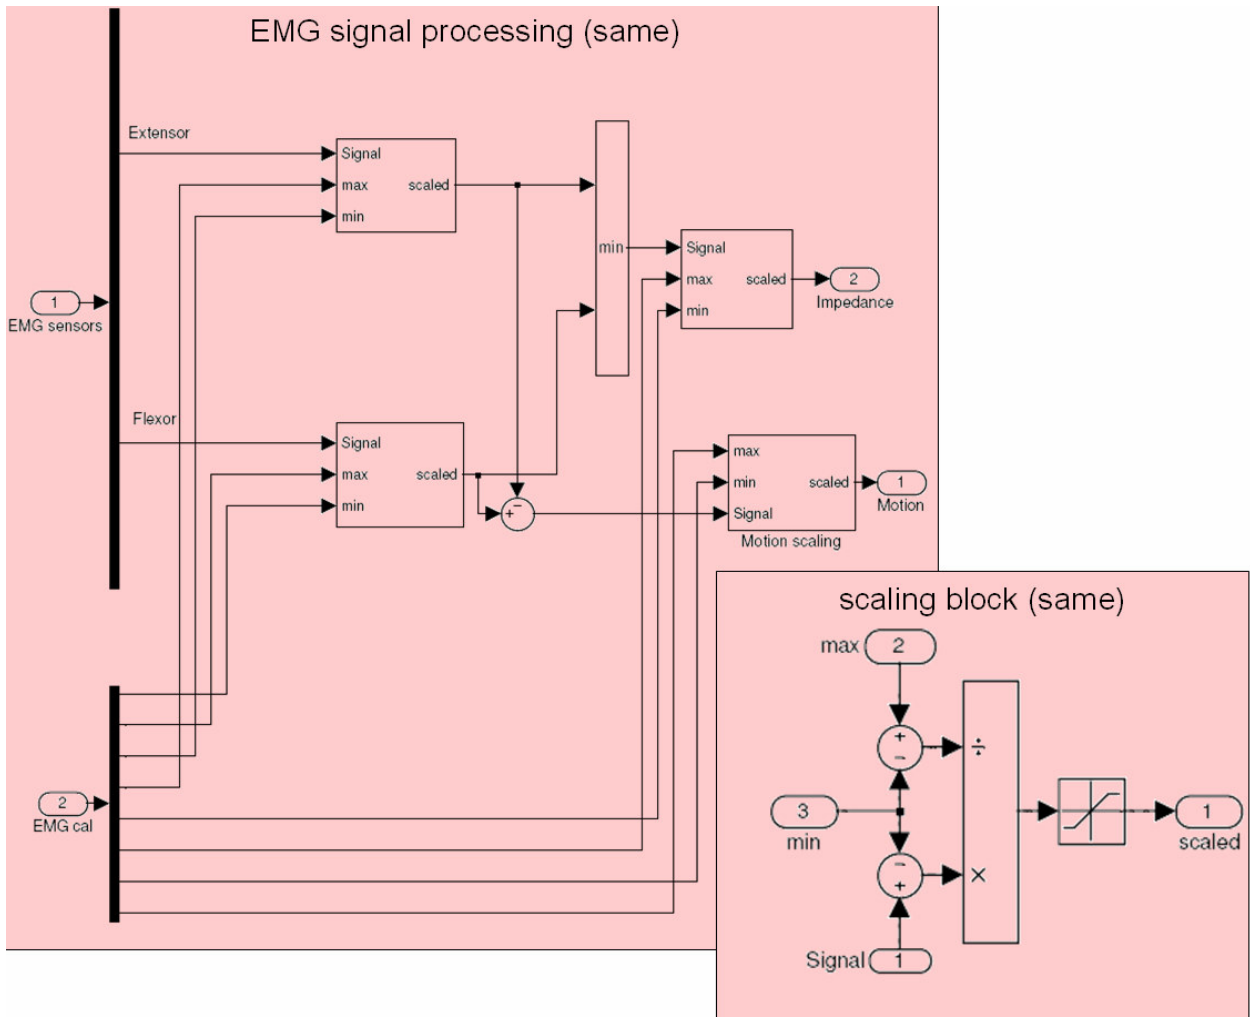 EMG signal processing (same)
Extensor
Signal
max
min
scaled
min
Signal
max
min
scaled
2
Impedance
1
EMG sensors
Flexor
Signal
max
min
scaled
+
−
max
min
Signal
scaled
Motion scaling
1
Motion
2
EMG cal
scaling block (same)
max
2
+
−
÷
3
min
−
+
×
1
scaled
Signal
1